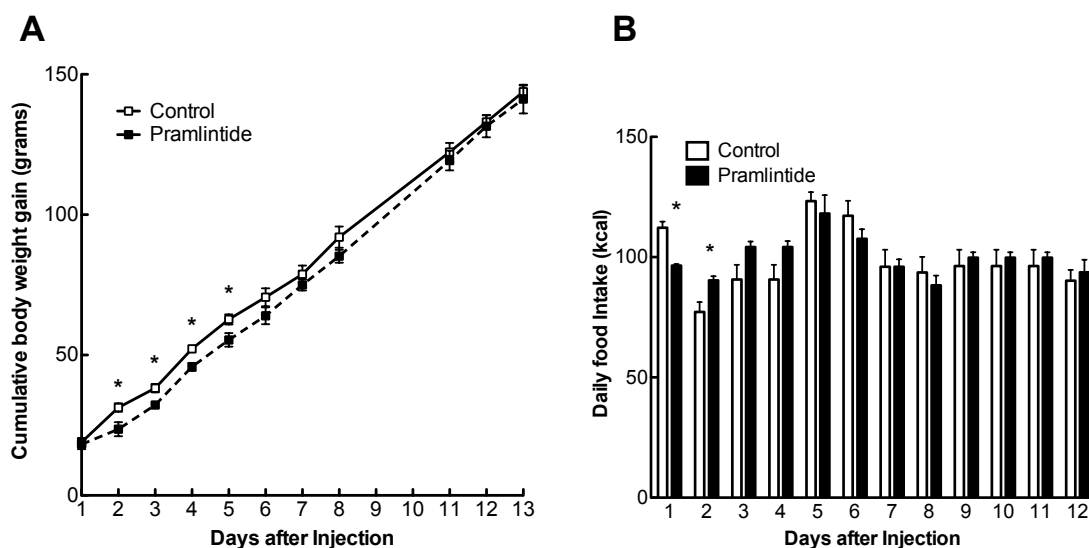 A
Cumulative body weight gain (grams)
150
100
50
0
Control
Pramlintide
*
*
*
*
1 2 3 4 5 6 7 8 9 10 11 12 13
Days after Injection
B
Daily food Intake (kcal)
150
100
50
0
Control
Pramlintide
*
*
1 2 3 4 5 6 7 8 9 10 11 12
Days after Injection